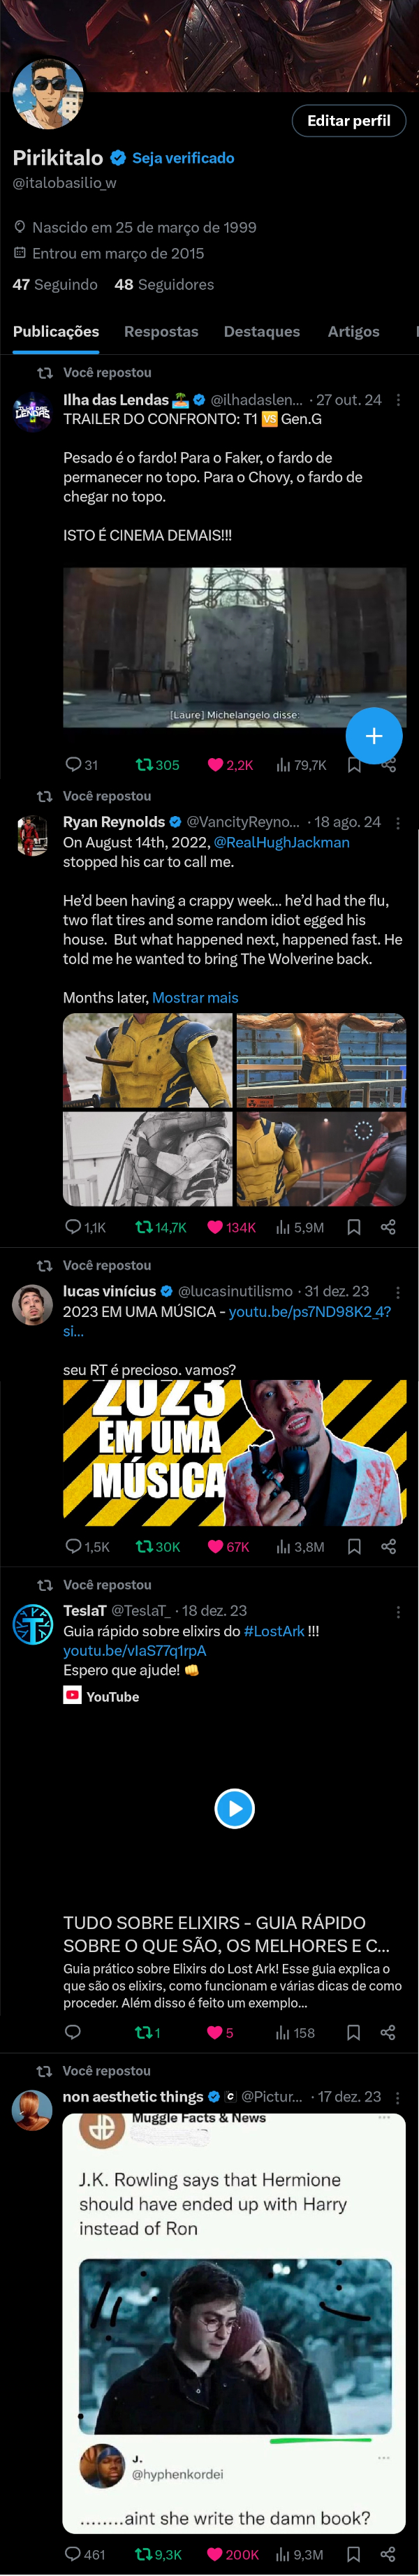 Editar perfil
Pirikitalo Seja verificado
@italobasilio_w
Nascido em 25 de março de 1999
Entrou em março de 2015
47 Seguindo 48 Seguidores
Publicações Respostas Destaques Artigos
Você repostou
Ilha das Lendas 🏝️ @ilhadaslen... · 27 out. 24
TRAILER DO CONFRONTO: T1 🆚 Gen.G
Pesado é o fardo! Para o Faker, o fardo de
permanecer no topo. Para o Chovy, o fardo de
chegar no topo.
ISTO É CINEMA DEMAIS!!!
[Laure] Michelangelo disse:
31 305 2,2K 79,7K
Você repostou
Ryan Reynolds @VancityReyno... · 18 ago. 24
On August 14th, 2022, @RealHughJackman
stopped his car to call me.
He'd been having a crappy week... he'd had the flu,
two flat tires and some random idiot egged his
house. But what happened next, happened fast. He
told me he wanted to bring The Wolverine back.
Months later, Mostrar mais
1,1K 14,7K 134K 5,9M
Você repostou
lucas vinícius @lucasinutilismo · 31 dez. 23
2023 EM UMA MÚSICA - youtu.be/ps7ND98K2_4?
si...
seu RT é precioso. vamos?
2023
EM UMA
MÚSICA
1,5K 30K 67K 3,8M
Você repostou
TeslaT @TeslaT_ · 18 dez. 23
Guia rápido sobre elixirs do #LostArk !!!
youtu.be/vIaS77q1rpA
Espero que ajude! 👊
YouTube
TUDO SOBRE ELIXIRS - GUIA RÁPIDO
SOBRE O QUE SÃO, OS MELHORES E C...
Guia prático sobre Elixirs do Lost Ark! Esse guia explica o
que são os elixirs, como funcionam e várias dicas de como
proceder. Além disso é feito um exemplo...
1 5 158
Você repostou
non aesthetic things @Pictur... · 17 dez. 23
Muggle Facts & News
J.K. Rowling says that Hermione
should have ended up with Harry
instead of Ron
J.
@hyphenkordei
........aint she write the damn book?
461 9,3K 200K 9,3M